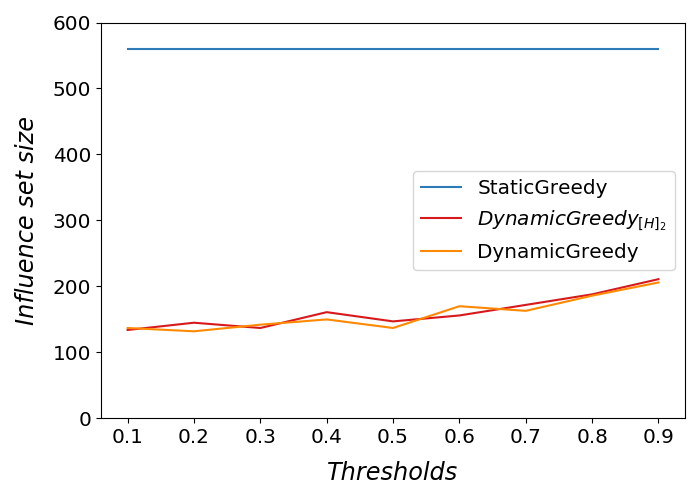 600
500
400
300
200
100
0
Influence set size
StaticGreedy
DynamicGreedy[H]₂
DynamicGreedy
0.1 0.2 0.3 0.4 0.5 0.6 0.7 0.8 0.9
Thresholds